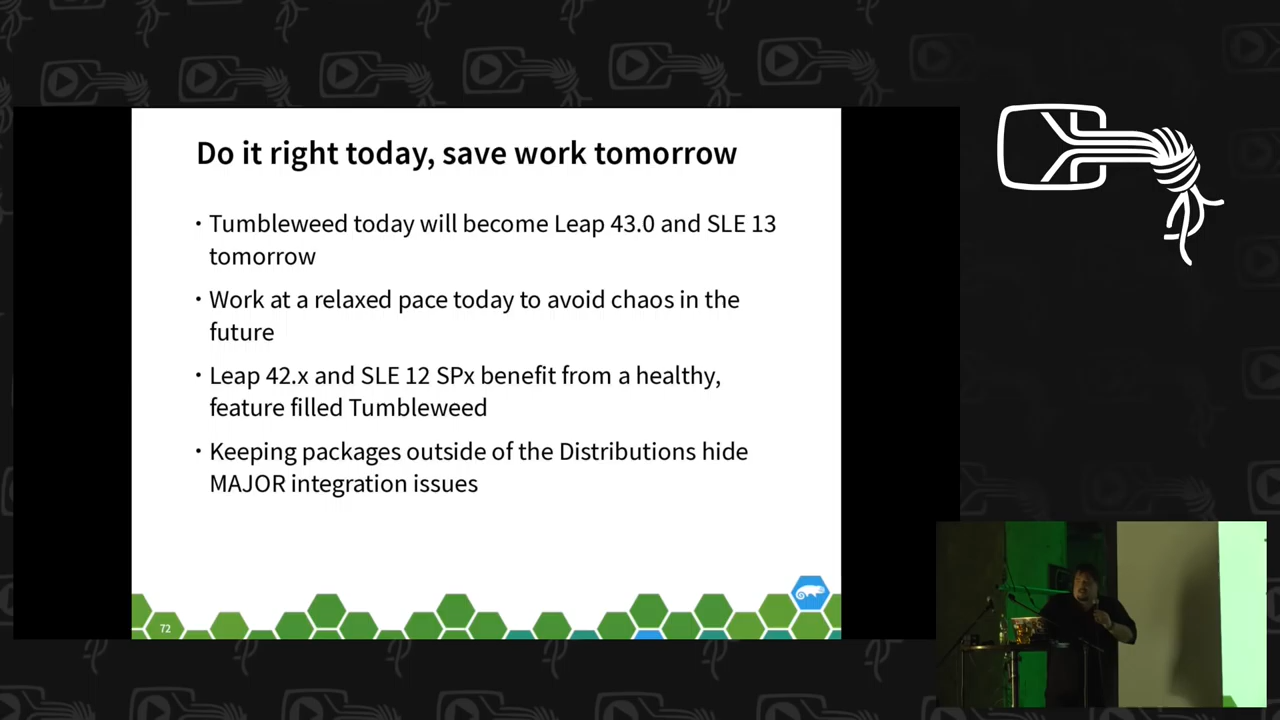 Do it right today, save work tomorrow
• Tumbleweed today will become Leap 43.0 and SLE 13
tomorrow
• Work at a relaxed pace today to avoid chaos in the
future
• Leap 42.x and SLE 12 SPx benefit from a healthy,
feature filled Tumbleweed
• Keeping packages outside of the Distributions hide
MAJOR integration issues
72